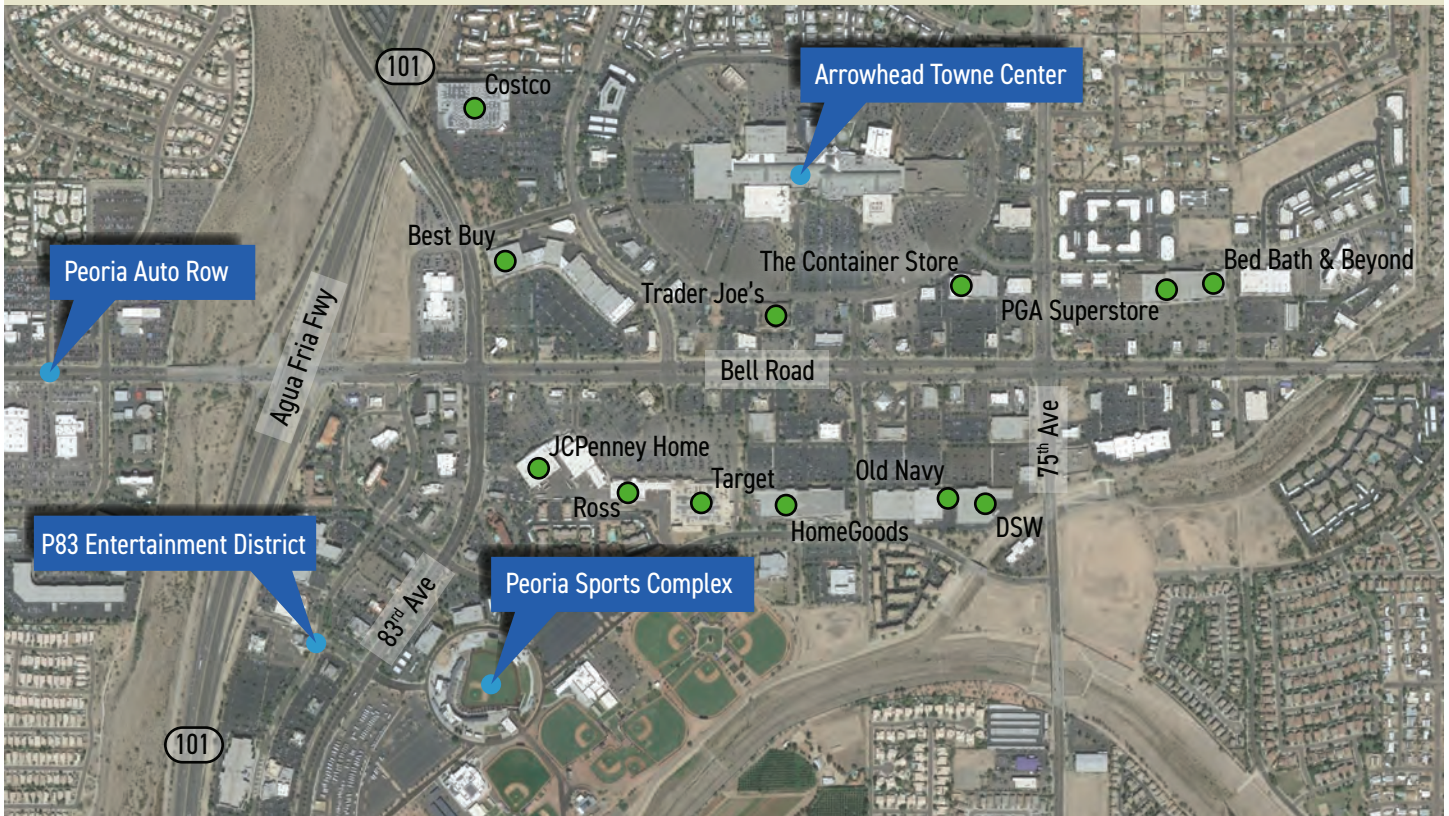 101
Costco
Arrowhead Towne Center
Best Buy
Peoria Auto Row
The Container Store
Bed Bath & Beyond
Trader Joe's
PGA Superstore
Agua Fria Fwy
Bell Road
75th Ave
JCPenney Home
Ross
Target
Old Navy
HomeGoods
DSW
P83 Entertainment District
83rd Ave
Peoria Sports Complex
101